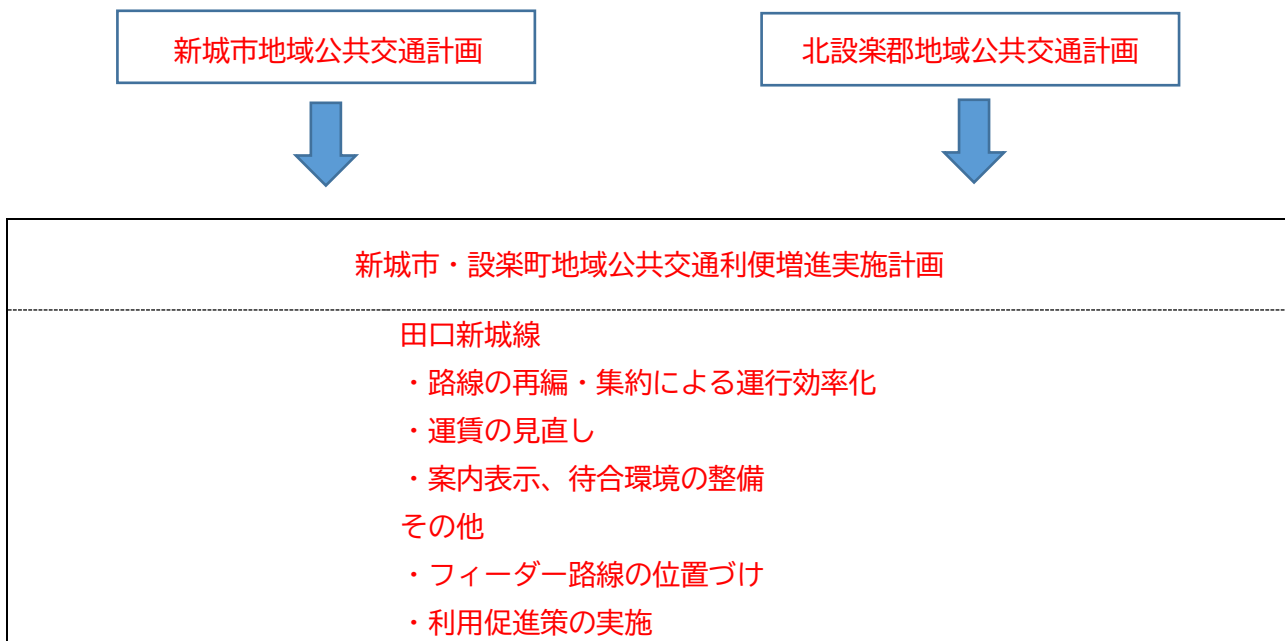 新城市地域公共交通計画
北設楽郡地域公共交通計画
新城市・設楽町地域公共交通利便増進実施計画
田口新城線
・路線の再編・集約による運行効率化
・運賃の見直し
・案内表示、待合環境の整備
その他
・フィーダー路線の位置づけ
・利用促進策の実施